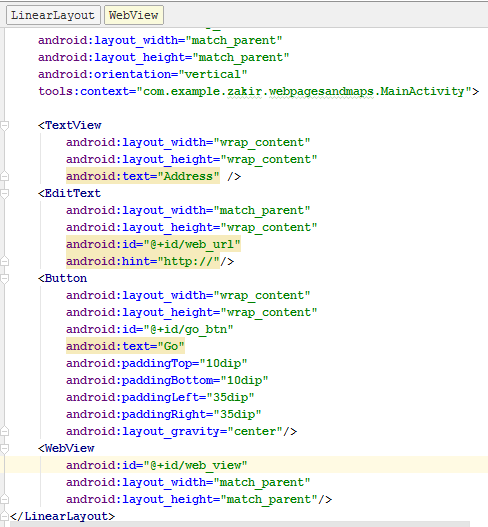 LinearLayout WebView
android:layout_width="match_parent"
android:layout_height="match_parent"
android:orientation="vertical"
tools:context="com.example.zakir.webpagesandmaps.MainActivity">
<TextView
android:layout_width="wrap_content"
android:layout_height="wrap_content"
android:text="Address" />
<EditText
android:layout_width="match_parent"
android:layout_height="wrap_content"
android:id="@+id/web_url"
android:hint="http://"/>
<Button
android:layout_width="wrap_content"
android:layout_height="wrap_content"
android:id="@+id/go_btn"
android:text="Go"
android:paddingTop="10dip"
android:paddingBottom="10dip"
android:paddingLeft="35dip"
android:paddingRight="35dip"
android:layout_gravity="center"/>
<WebView
android:id="@+id/web_view"
android:layout_width="match_parent"
android:layout_height="match_parent"/>
</LinearLayout>